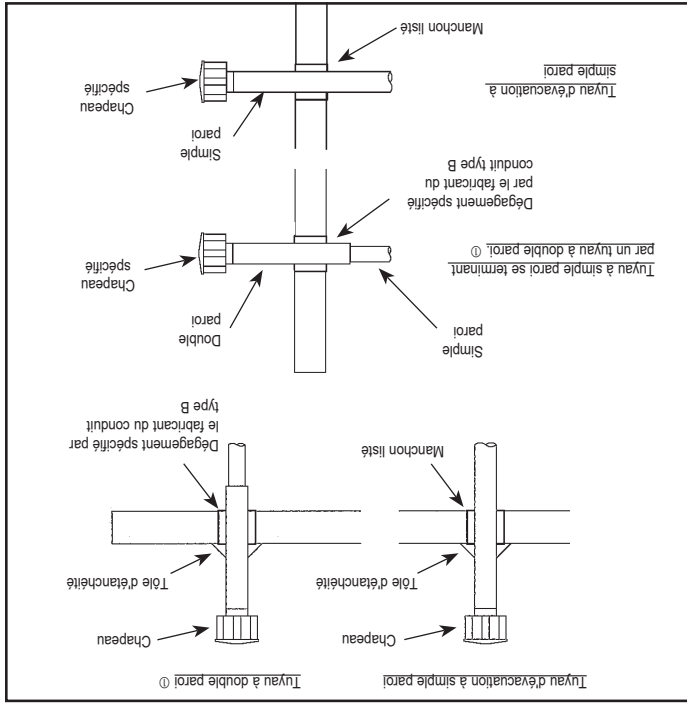 Tuyau d'évacuation à simple paroi
Tuyau à double paroi ①
Chapeau
Chapeau
Tôle d'étanchéité
Tôle d'étanchéité
Manchon listé
Dégagement spécifié par
le fabricant du conduit
type B
Simple
paroi
Double
paroi
Chapeau
spécifié
Tuyau à simple paroi se terminant
par un tuyau à double paroi. ①
Dégagement spécifié
par le fabricant du
conduit type B
Simple
paroi
Chapeau
spécifié
Tuyau d'évacuation à
simple paroi
Manchon listé